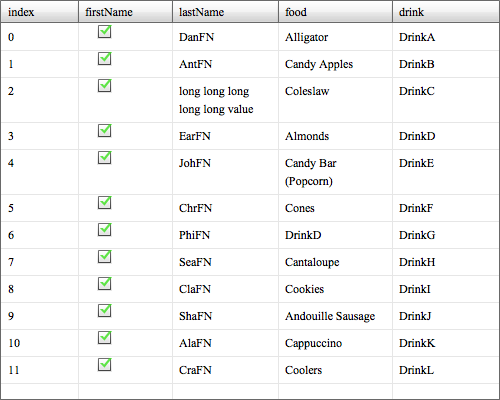 index firstName lastName food drink
0 DanFN Alligator DrinkA
1 AntFN Candy Apples DrinkB
2 long long long Coleslaw DrinkC
long long value
3 EarFN Almonds DrinkD
4 JohFN Candy Bar DrinkE
(Popcorn)
5 ChrFN Cones DrinkF
6 PhiFN DrinkD DrinkG
7 SeaFN Cantaloupe DrinkH
8 ClaFN Cookies DrinkI
9 ShaFN Andouille Sausage DrinkJ
10 AlaFN Cappuccino DrinkK
11 CraFN Coolers DrinkL